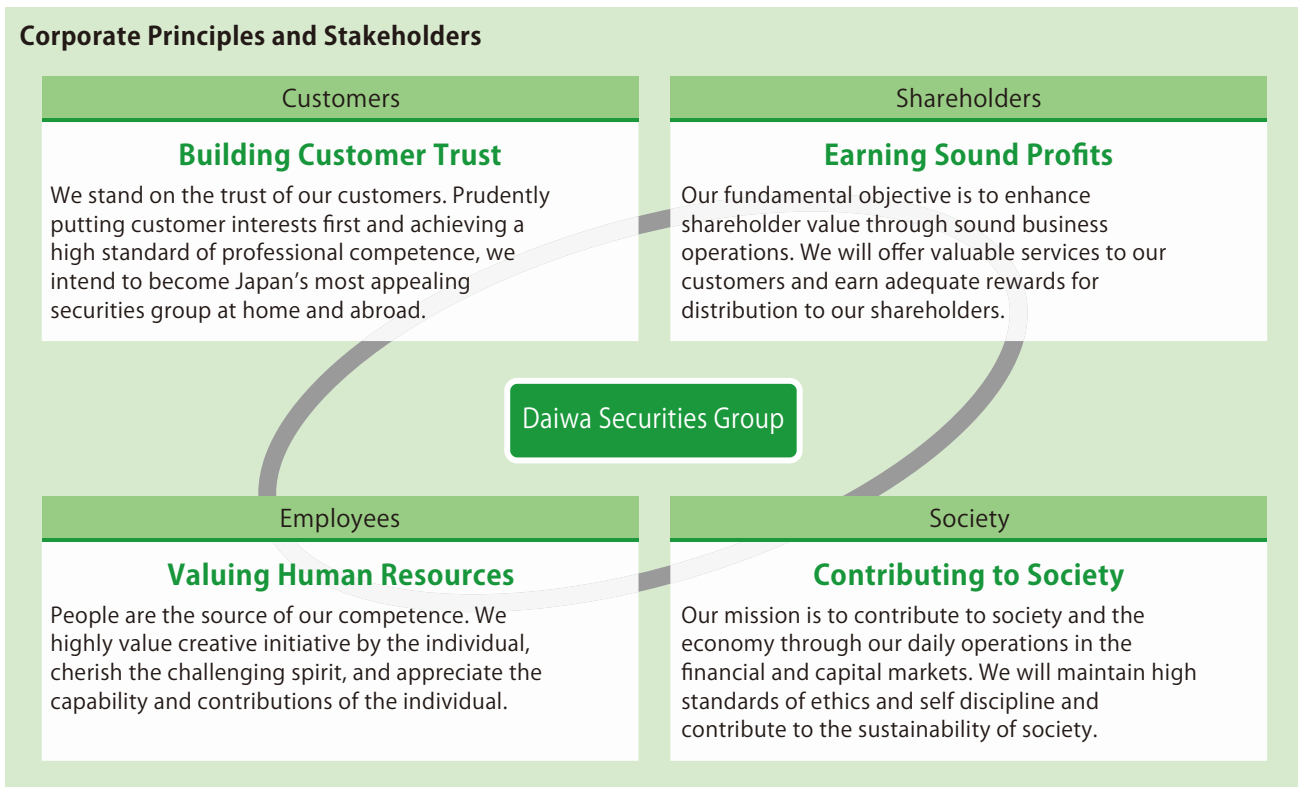 Corporate Principles and Stakeholders
Customers
Building Customer Trust
We stand on the trust of our customers. Prudently
putting customer interests first and achieving a
high standard of professional competence, we
intend to become Japan’s most appealing
securities group at home and abroad.
Shareholders
Earning Sound Profits
Our fundamental objective is to enhance
shareholder value through sound business
operations. We will offer valuable services to our
customers and earn adequate rewards for
distribution to our shareholders.
Daiwa Securities Group
Employees
Valuing Human Resources
People are the source of our competence. We
highly value creative initiative by the individual,
cherish the challenging spirit, and appreciate the
capability and contributions of the individual.
Society
Contributing to Society
Our mission is to contribute to society and the
economy through our daily operations in the
financial and capital markets. We will maintain high
standards of ethics and self discipline and
contribute to the sustainability of society.